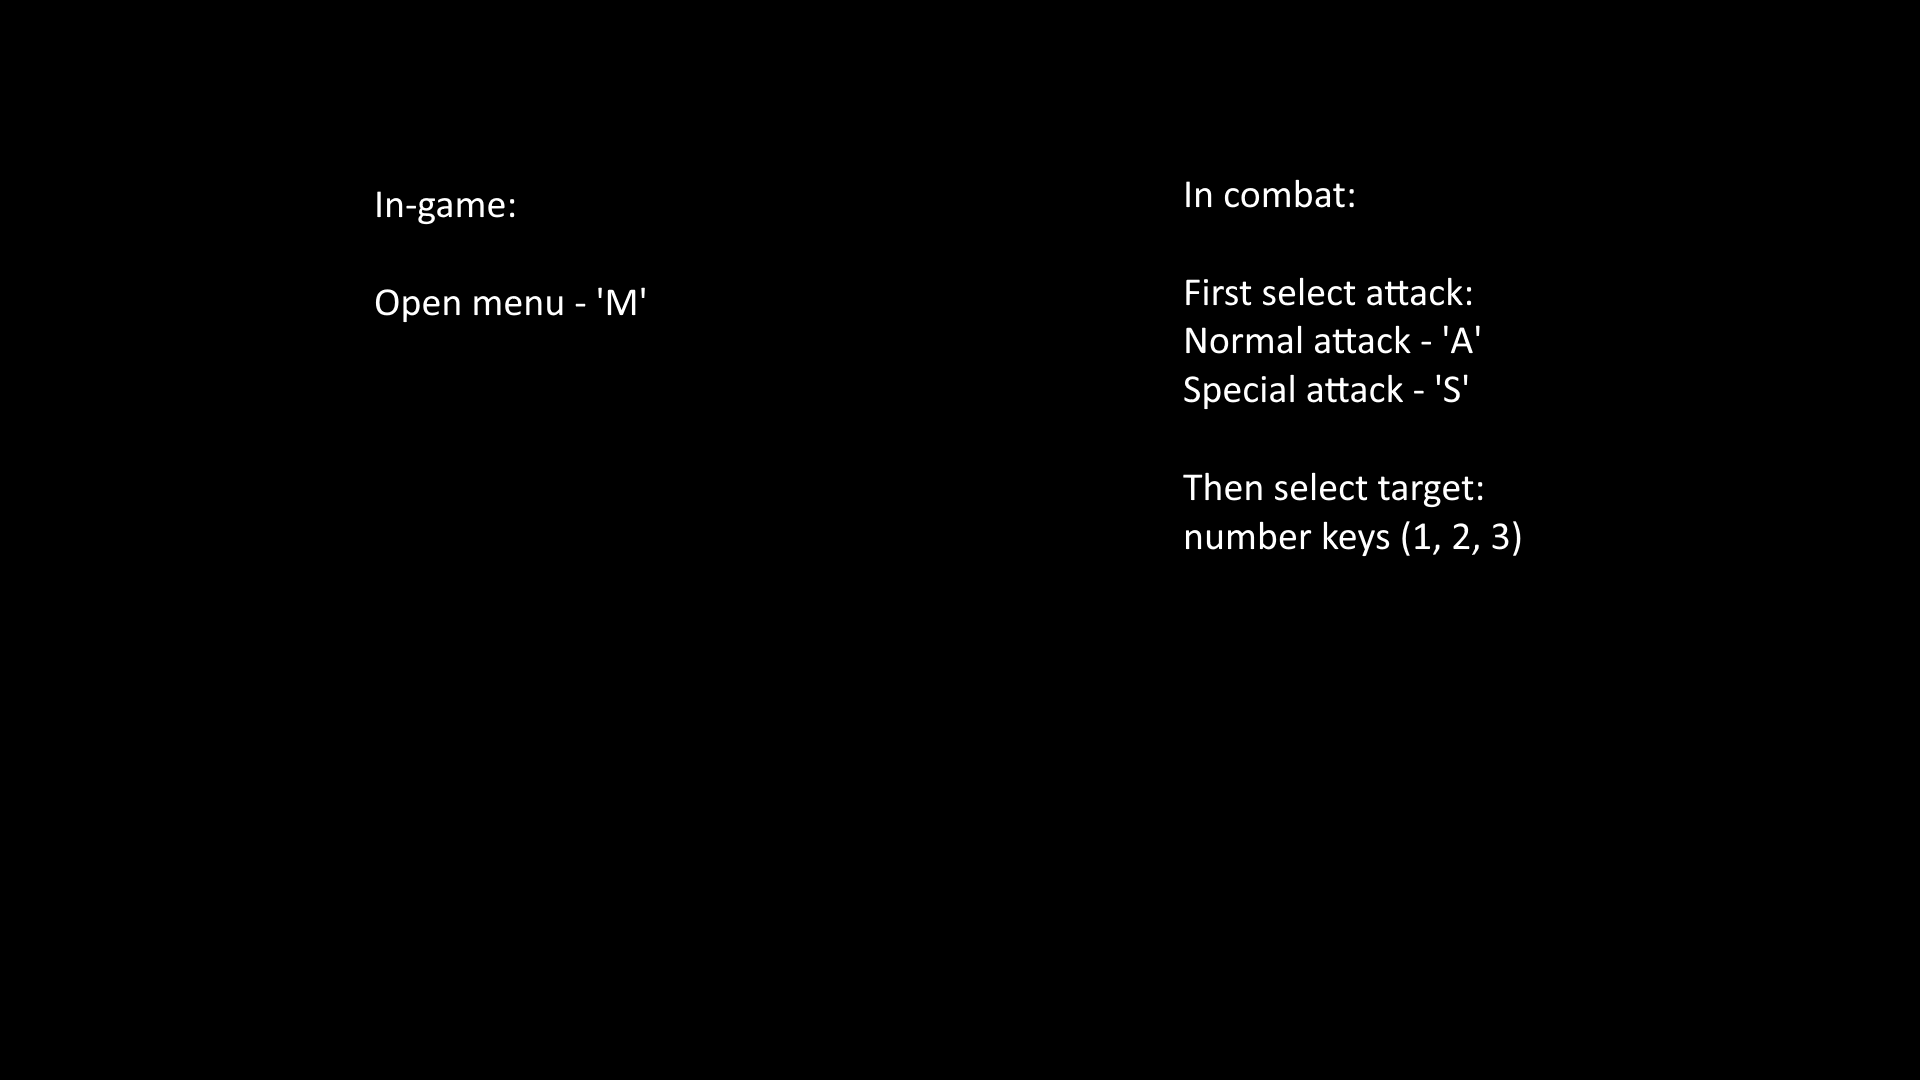 In-game:
Open menu - 'M'
In combat:
First select attack:
Normal attack - 'A'
Special attack - 'S'
Then select target:
number keys (1, 2, 3)